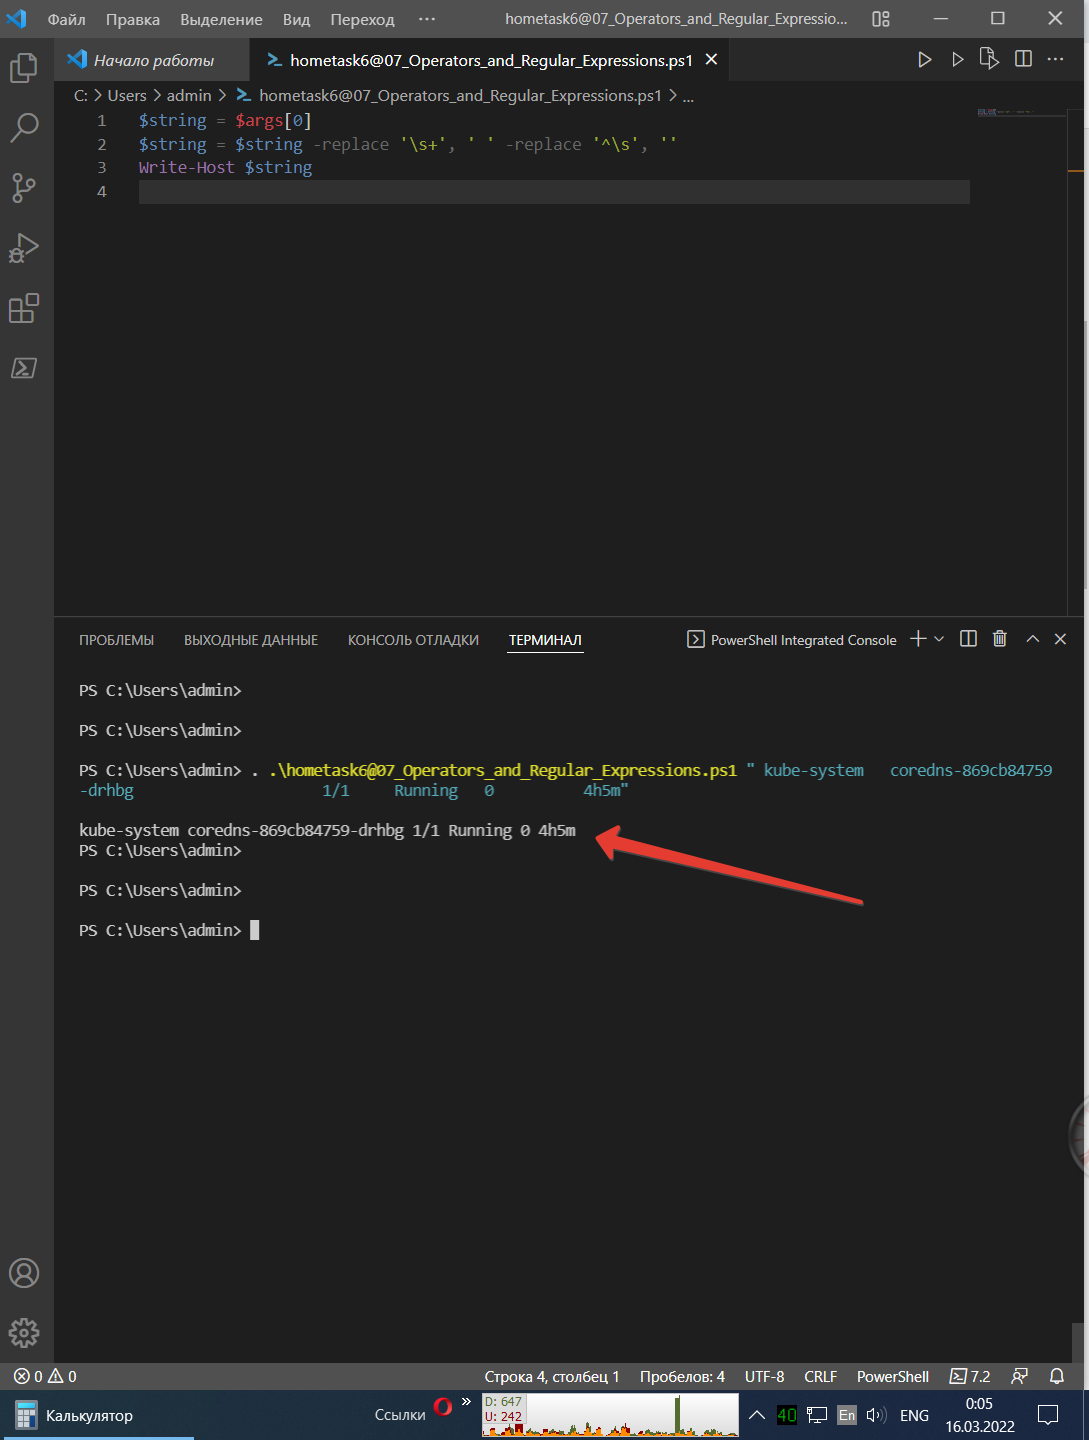 Файл Правка Выделение Вид Переход ··· hometask6@07_Operators_and_Regular_Expressio...
Начало работы hometask6@07_Operators_and_Regular_Expressions.ps1
C: > Users > admin > hometask6@07_Operators_and_Regular_Expressions.ps1 > ...
1 $string = $args[0]
2 $string = $string -replace '\s+', ' ' -replace '^\s', ''
3 Write-Host $string
4
ПРОБЛЕМЫ ВЫХОДНЫЕ ДАННЫЕ КОНСОЛЬ ОТЛАДКИ ТЕРМИНАЛ PowerShell Integrated Console
PS C:\Users\admin>
PS C:\Users\admin>
PS C:\Users\admin> . .\hometask6@07_Operators_and_Regular_Expressions.ps1 " kube-system   coredns-869cb84759
-drhbg                     1/1     Running   0          4h5m"
kube-system coredns-869cb84759-drhbg 1/1 Running 0 4h5m
PS C:\Users\admin>
PS C:\Users\admin>
PS C:\Users\admin>
0 0 Строка 4, столбец 1 Пробелов: 4 UTF-8 CRLF PowerShell 7.2
Калькулятор Ссылки » D: 647 40 En ENG 0:05
U: 242 16.03.2022